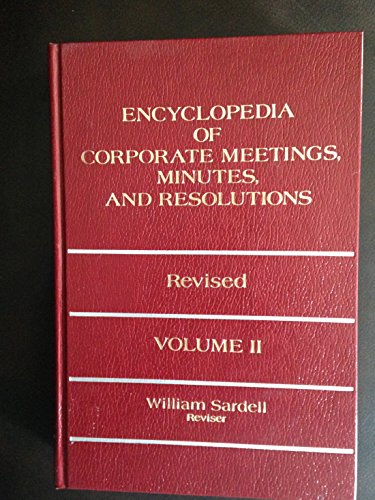 ENCYCLOPEDIA
OF
CORPORATE MEETINGS,
MINUTES,
AND RESOLUTIONS
Revised
VOLUME II
William Sardell
Reviser